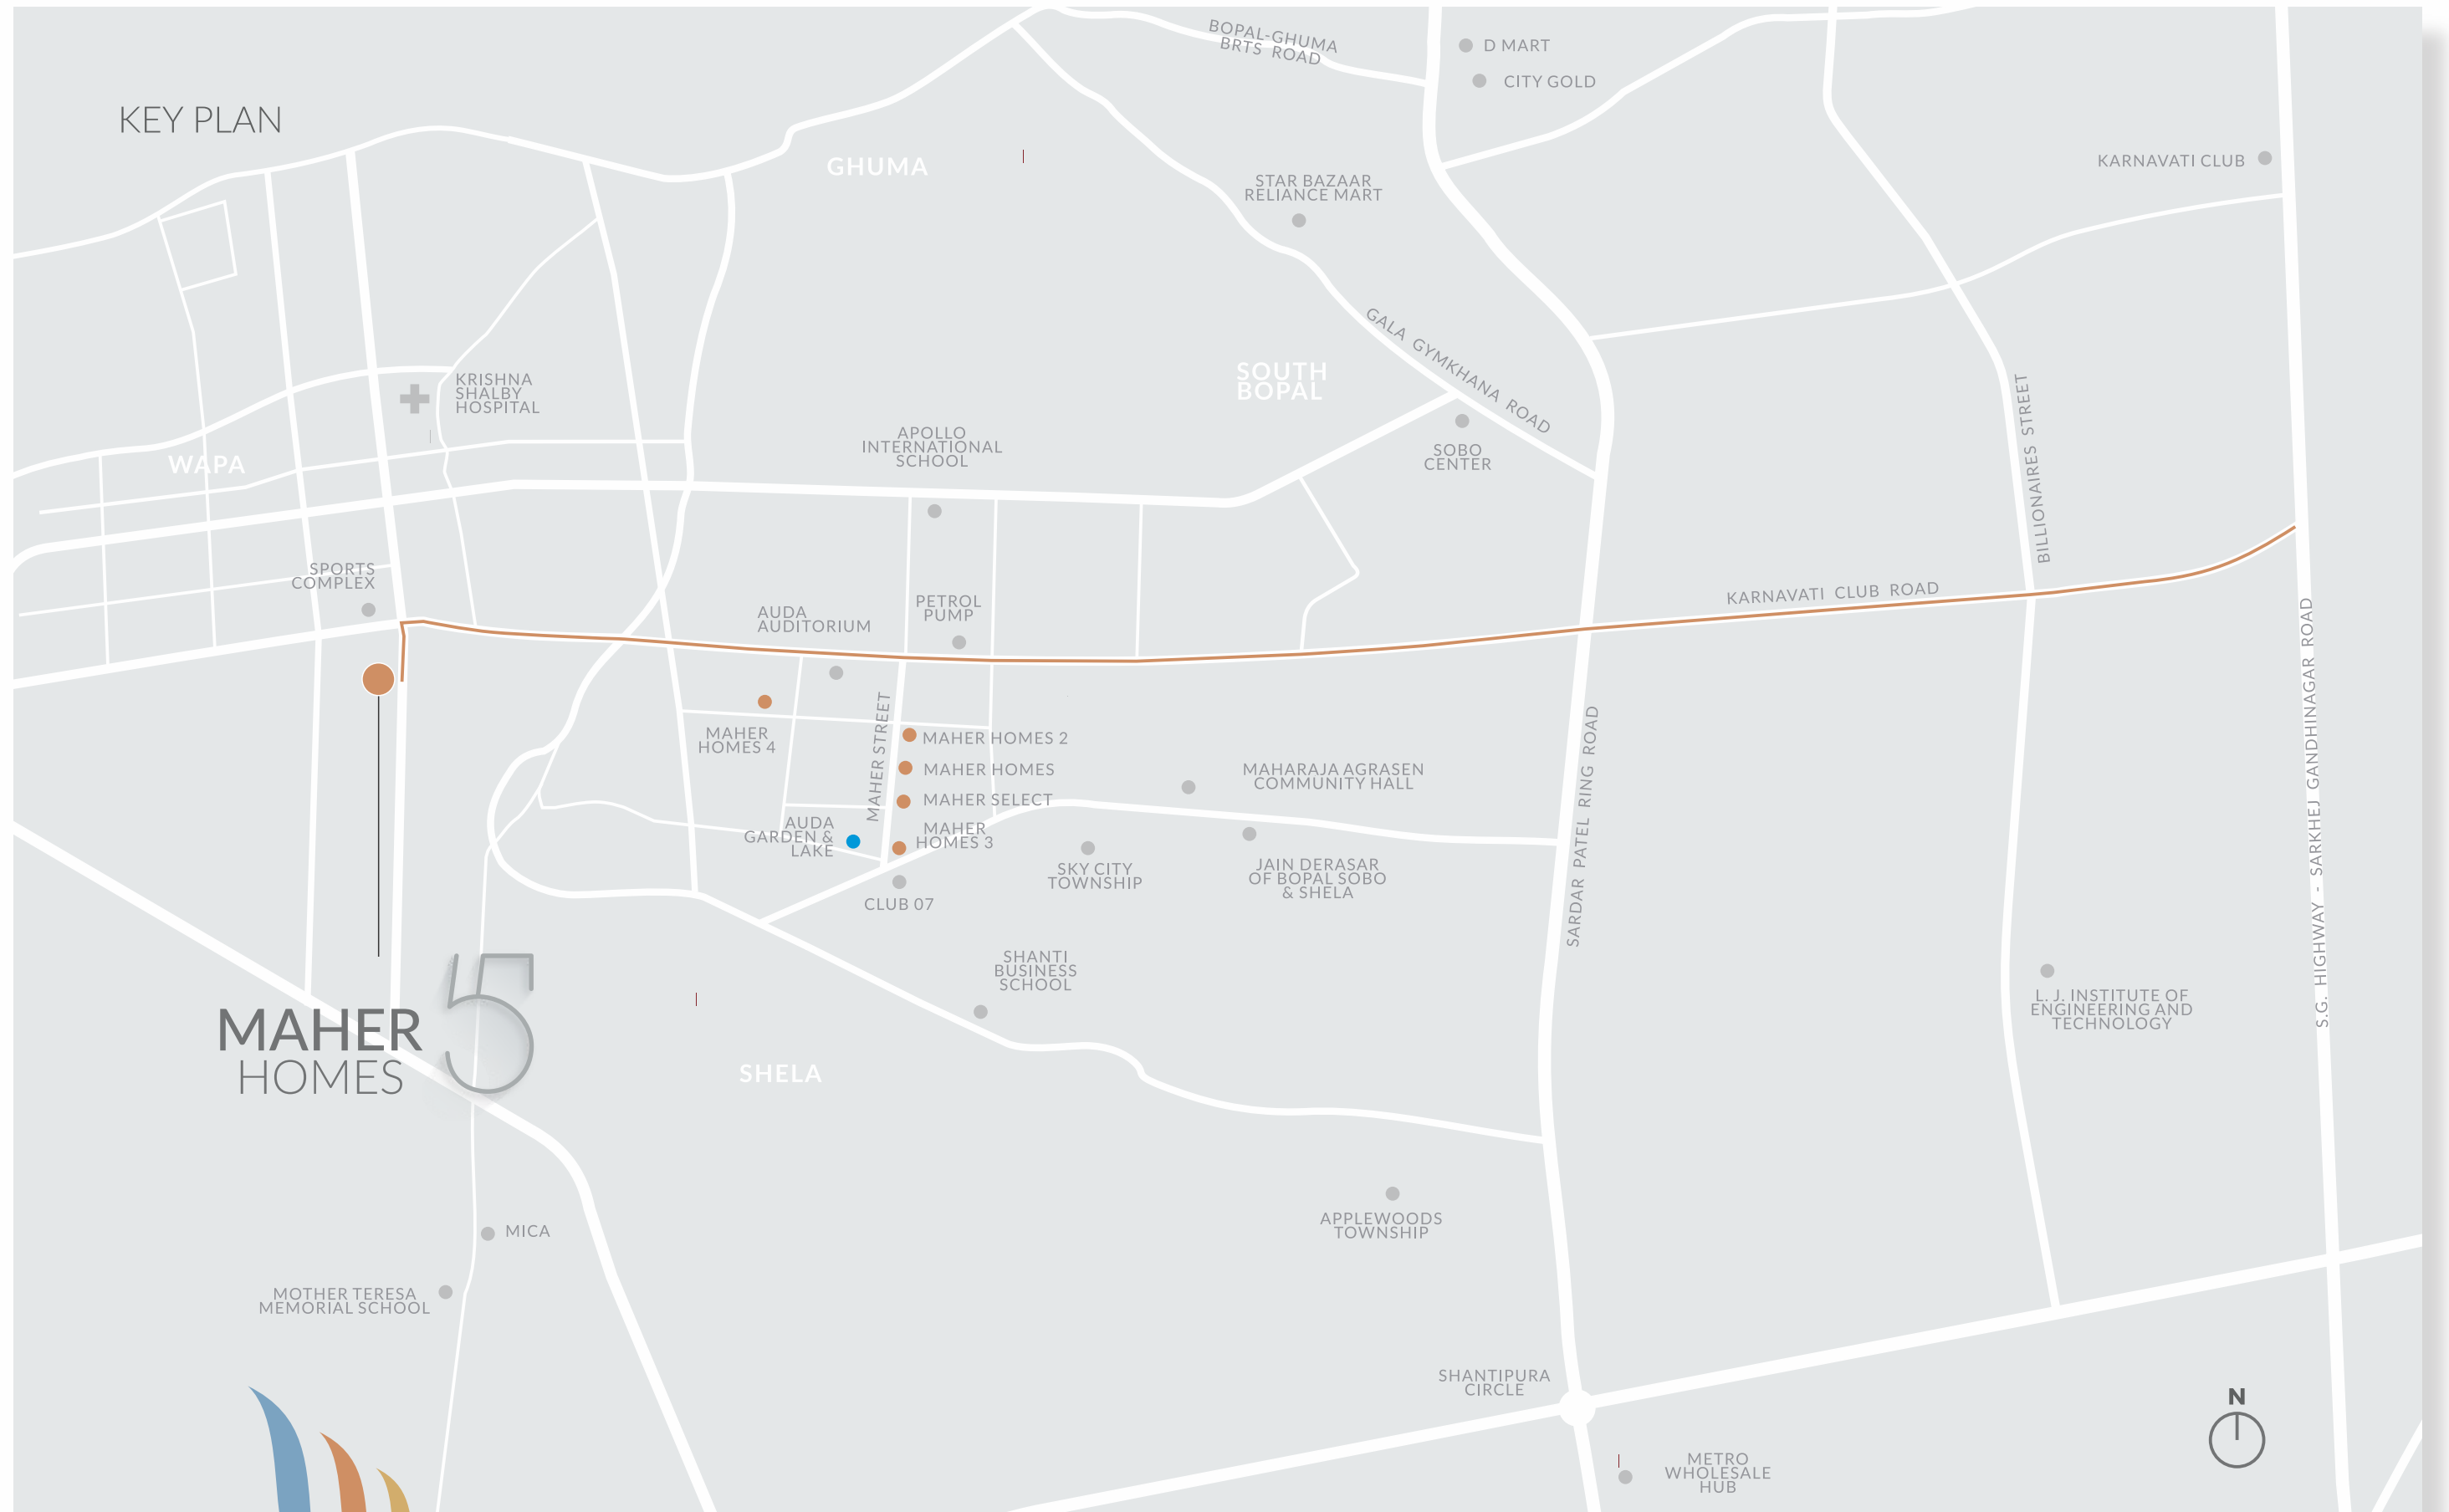 BOPAL-GHUMA
BRTS ROAD
D MART
CITY GOLD
KEY PLAN
GHUMA
KARNAVATI CLUB
STAR BAZAAR
RELIANCE MART
GALA GYMKHANA ROAD
SOUTH
BOPAL
KRISHNA
SHALBY
HOSPITAL
BILLIONAIRES STREET
APOLLO
INTERNATIONAL
SCHOOL
SOBO
CENTER
WAPA
SPORTS
COMPLEX
AUDA
AUDITORIUM
PETROL
PUMP
KARNAVATI CLUB ROAD
S.G. HIGHWAY - SARKHEJ GANDHINAGAR ROAD
SARDAR PATEL RING ROAD
MAHER STREET
MAHER
HOMES 4
MAHER HOMES 2
MAHER HOMES
MAHER SELECT
MAHER
HOMES 3
MAHARAJA AGRASEN
COMMUNITY HALL
AUDA
GARDEN &
LAKE
SKY CITY
TOWNSHIP
JAIN DERASAR
OF BOPAL SOBO
& SHELA
CLUB 07
SHANTI
BUSINESS
SCHOOL
L. J. INSTITUTE OF
ENGINEERING AND
TECHNOLOGY
MAHER 5
HOMES
SHELA
APPLEWOODS
TOWNSHIP
MICA
MOTHER TERESA
MEMORIAL SCHOOL
SHANTIPURA
CIRCLE
N
METRO
WHOLESALE
HUB